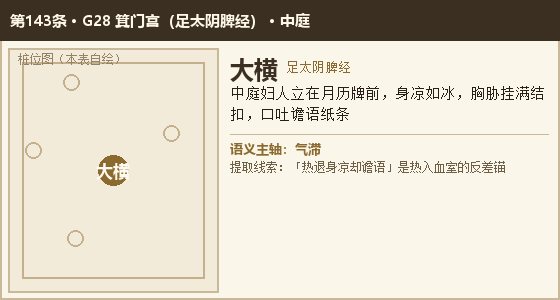 第143条・G28 箕门宫（足太阴脾经）・中庭
桩位图（本表自绘）
大横
大横 足太阴脾经
中庭妇人立在月历牌前，身凉如冰，胸胁挂满结
扣，口吐谵语纸条
语义主轴：气滞
提取线索：「热退身凉却谵语」是热入血室的反差锚